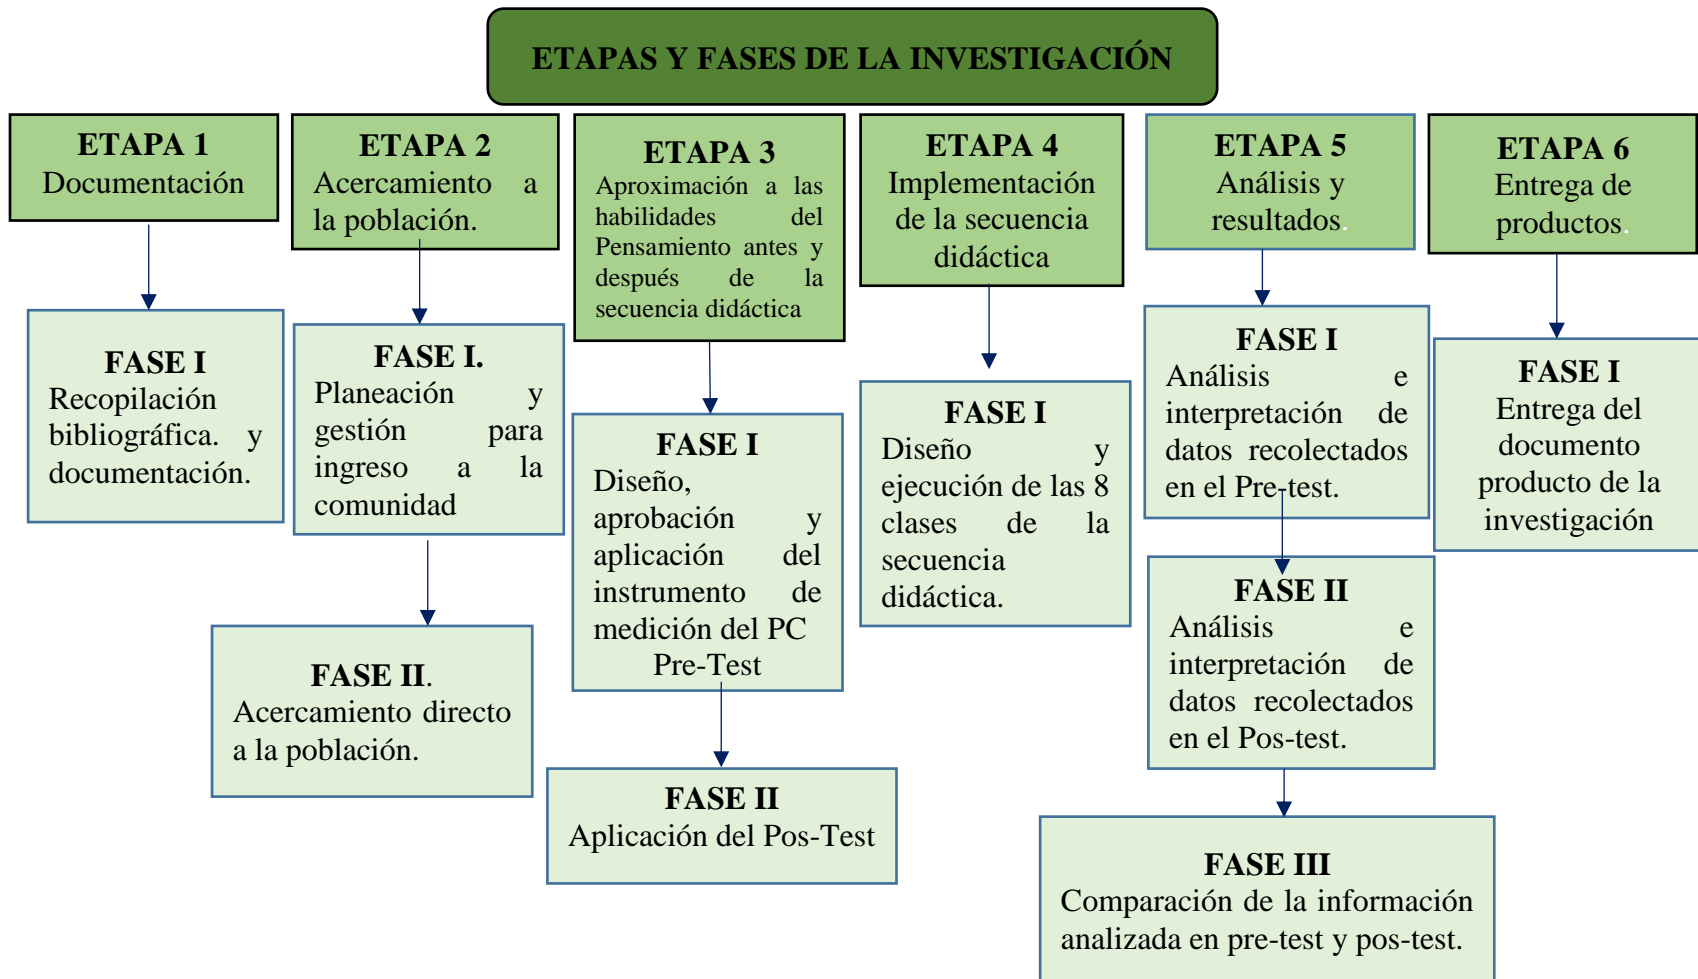 ETAPAS Y FASES DE LA INVESTIGACIÓN
ETAPA 1
Documentación
FASE I
Recopilación
bibliográfica. y
documentación.
ETAPA 2
Acercamiento a
la población.
FASE I.
Planeación y
gestión para
ingreso a la
comunidad
FASE II.
Acercamiento directo
a la población.
ETAPA 3
Aproximación a las
habilidades del
Pensamiento antes y
después de la
secuencia didáctica
FASE I
Diseño,
aprobación y
aplicación del
instrumento de
medición del PC
Pre-Test
FASE II
Aplicación del Pos-Test
ETAPA 4
Implementación
de la secuencia
didáctica
FASE I
Diseño y
ejecución de las 8
clases de la
secuencia
didáctica.
ETAPA 5
Análisis y
resultados.
FASE I
Análisis e
interpretación de
datos recolectados
en el Pre-test.
FASE II
Análisis e
interpretación de
datos recolectados
en el Pos-test.
FASE III
Comparación de la información
analizada en pre-test y pos-test.
ETAPA 6
Entrega de
productos.
FASE I
Entrega del
documento
producto de la
investigación